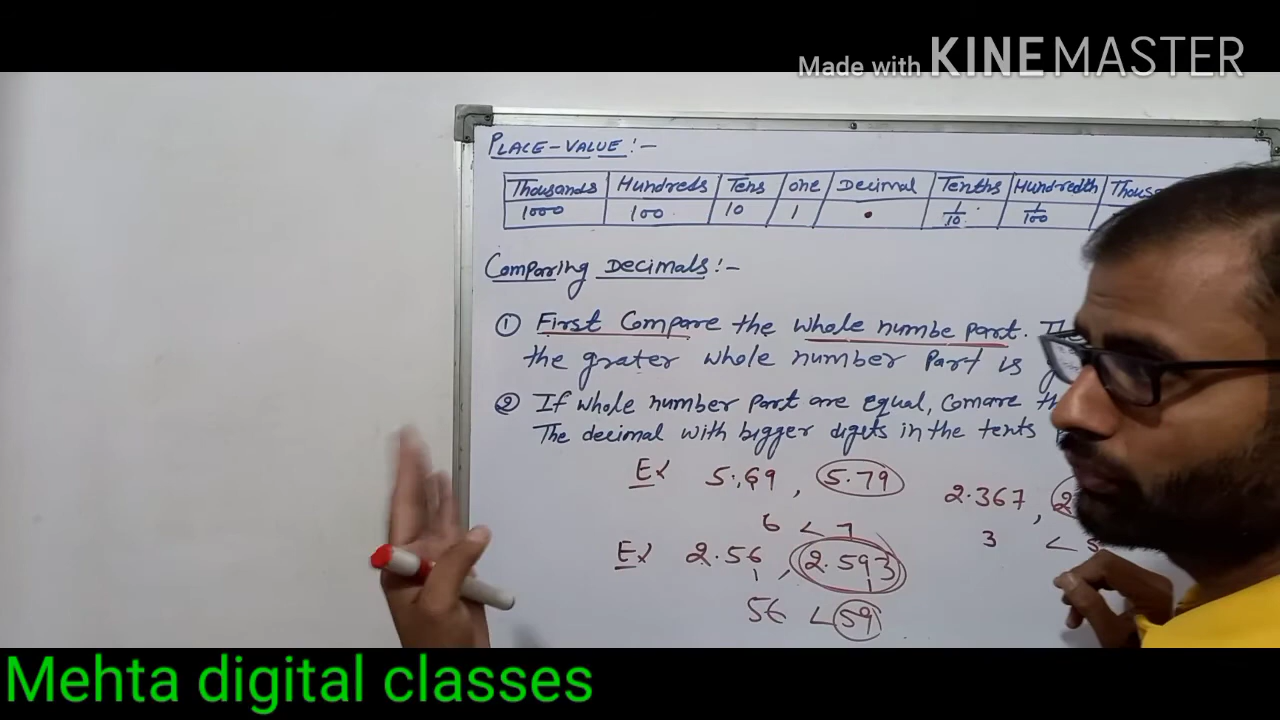 Made with KINEMASTER
PLACE-VALUE:-
Thousands Hundreds Tens one Decimal Tenths Hundredth
1000 100 10 1 . 1/10 1/100
Comparing Decimals:-
① First Compare the whole numbe part.
the grater whole number Part is
② If whole number part are equal, comare
The decimal with bigger digits in the tents
Ex 5.69, 5.79 2.367,
6 < 7 3 <
Ex 2.56, 2.593
56 < 59
Mehta digital classes